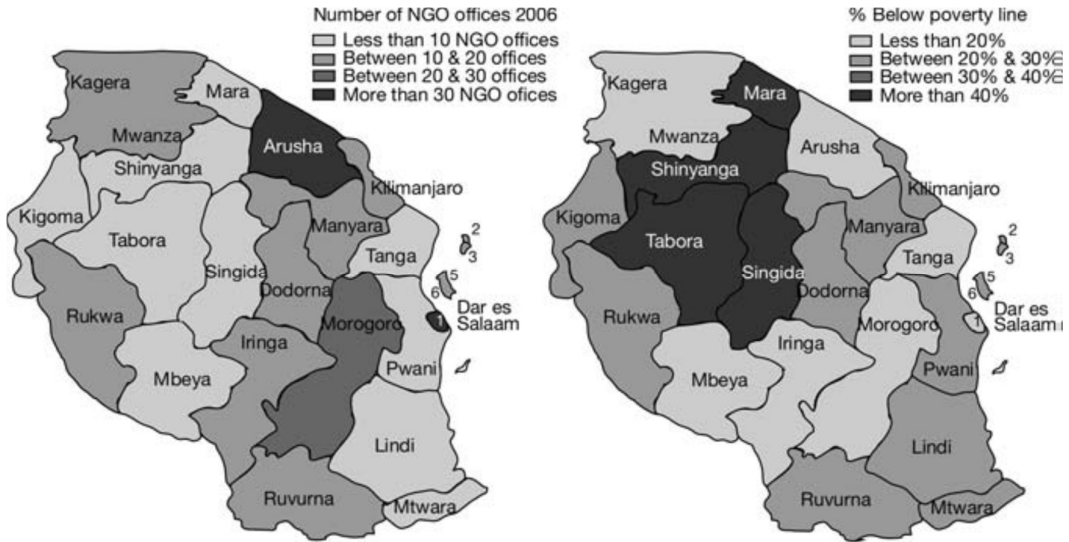 Number of NGO offices 2006
Less than 10 NGO offices
Between 10 & 20 offices
Between 20 & 30 offices
More than 30 NGO ofices
Kagera
Mara
Mwanza
Arusha
Shinyanga
Kilimanjaro
Kigoma
Manyara
Tabora
Tanga
2
3
Singida
5
6
Dodorna
Dar es
Salaam
1
Rukwa
Morogoro
Iringa
Pwani
Mbeya
Lindi
Ruvurna
Mtwara
% Below poverty line
Less than 20%
Between 20% & 30%
Between 30% & 40%
More than 40%
Kagera
Mara
Mwanza
Arusha
Shinyanga
Kilimanjaro
Kigoma
Manyara
Tabora
Tanga
2
3
Singida
5
6
Dodorna
Dar es
Salaam
1
Rukwa
Morogoro
Iringa
Pwani
Mbeya
Lindi
Ruvurna
Mtwara